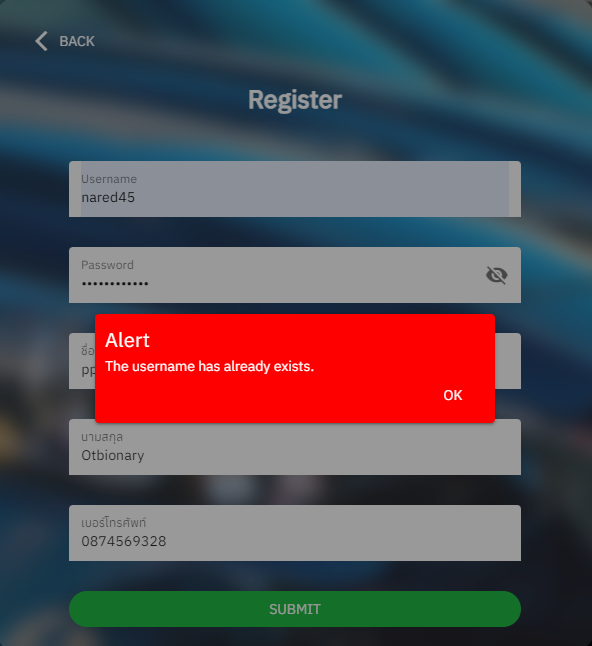 BACK
Register
Username
nared45
Password
••••••••••••
Alert
The username has already exists.
OK
นามสกุล
Otbionary
เบอร์โทรศัพท์
0874569328
SUBMIT